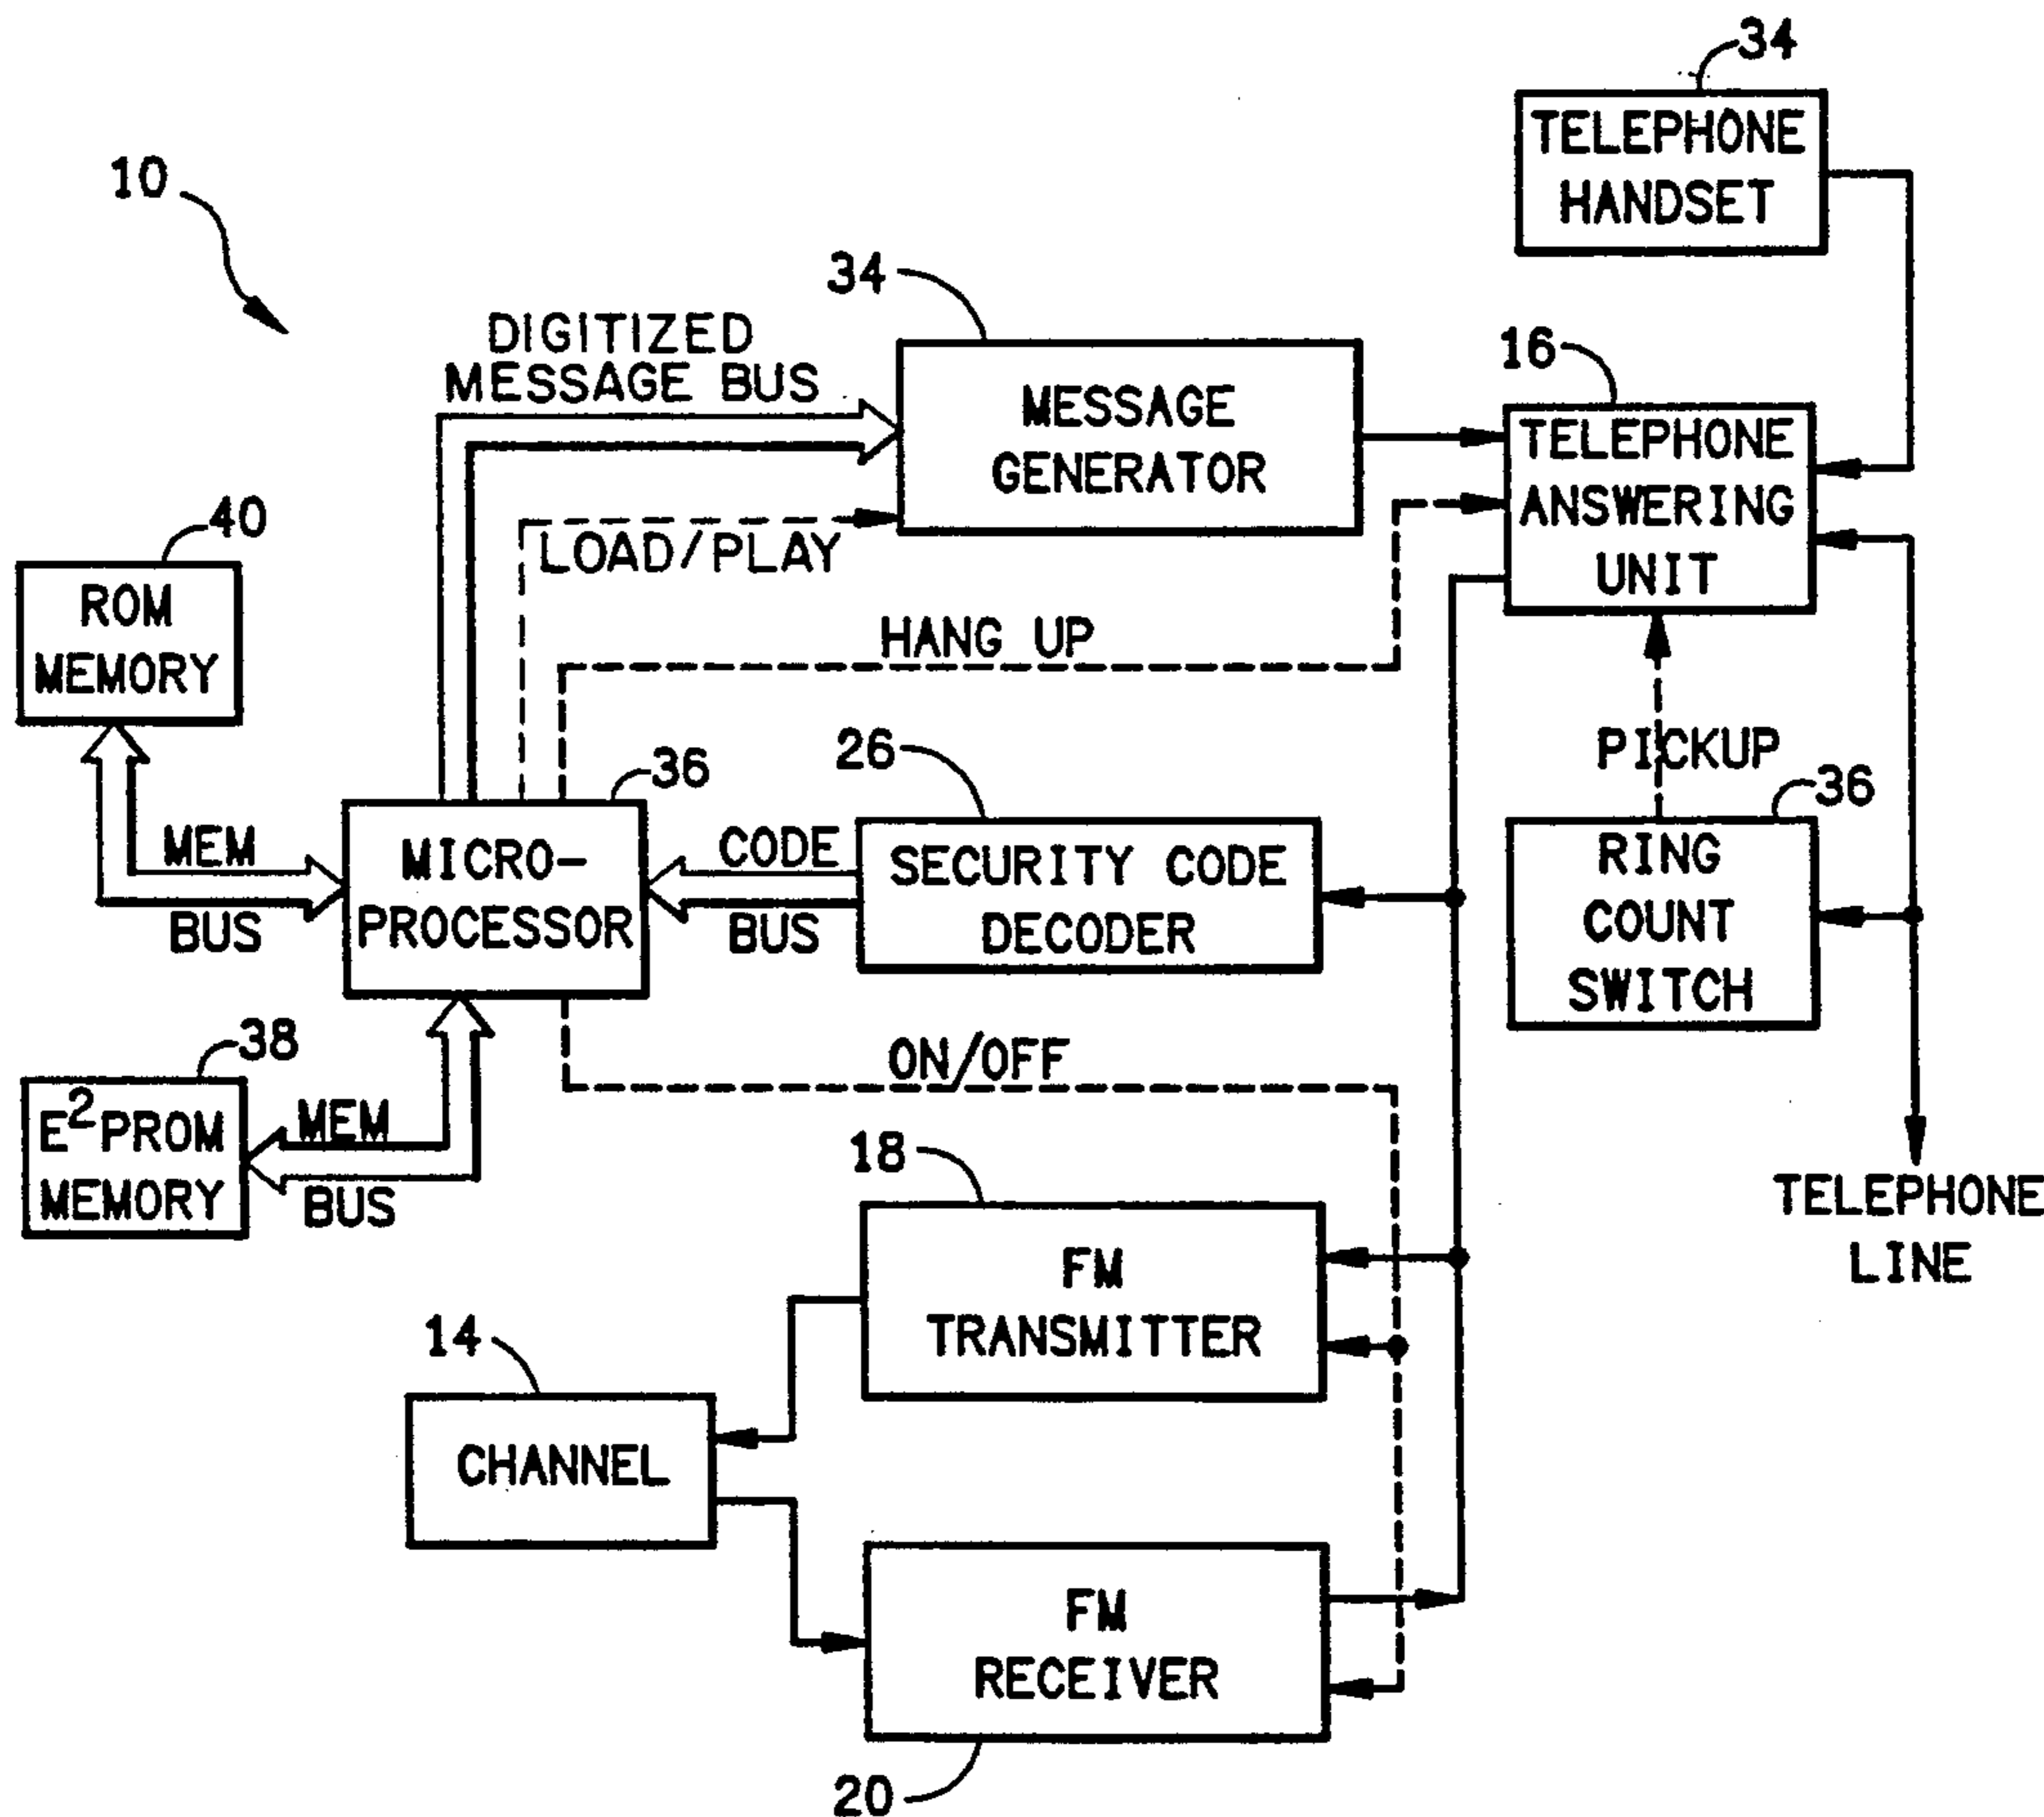 34
TELEPHONE
HANDSET
10
34
DIGITIZED
MESSAGE BUS
MESSAGE
GENERATOR
16
TELEPHONE
ANSWERING
UNIT
LOAD/PLAY
40
ROM
MEMORY
HANG UP
PICKUP
36
MICRO-
PROCESSOR
26
CODE
BUS
SECURITY CODE
DECODER
36
RING
COUNT
SWITCH
MEM
BUS
38
E²PROM
MEMORY
MEM
BUS
ON/OFF
18
FM
TRANSMITTER
TELEPHONE
LINE
14
CHANNEL
FM
RECEIVER
20